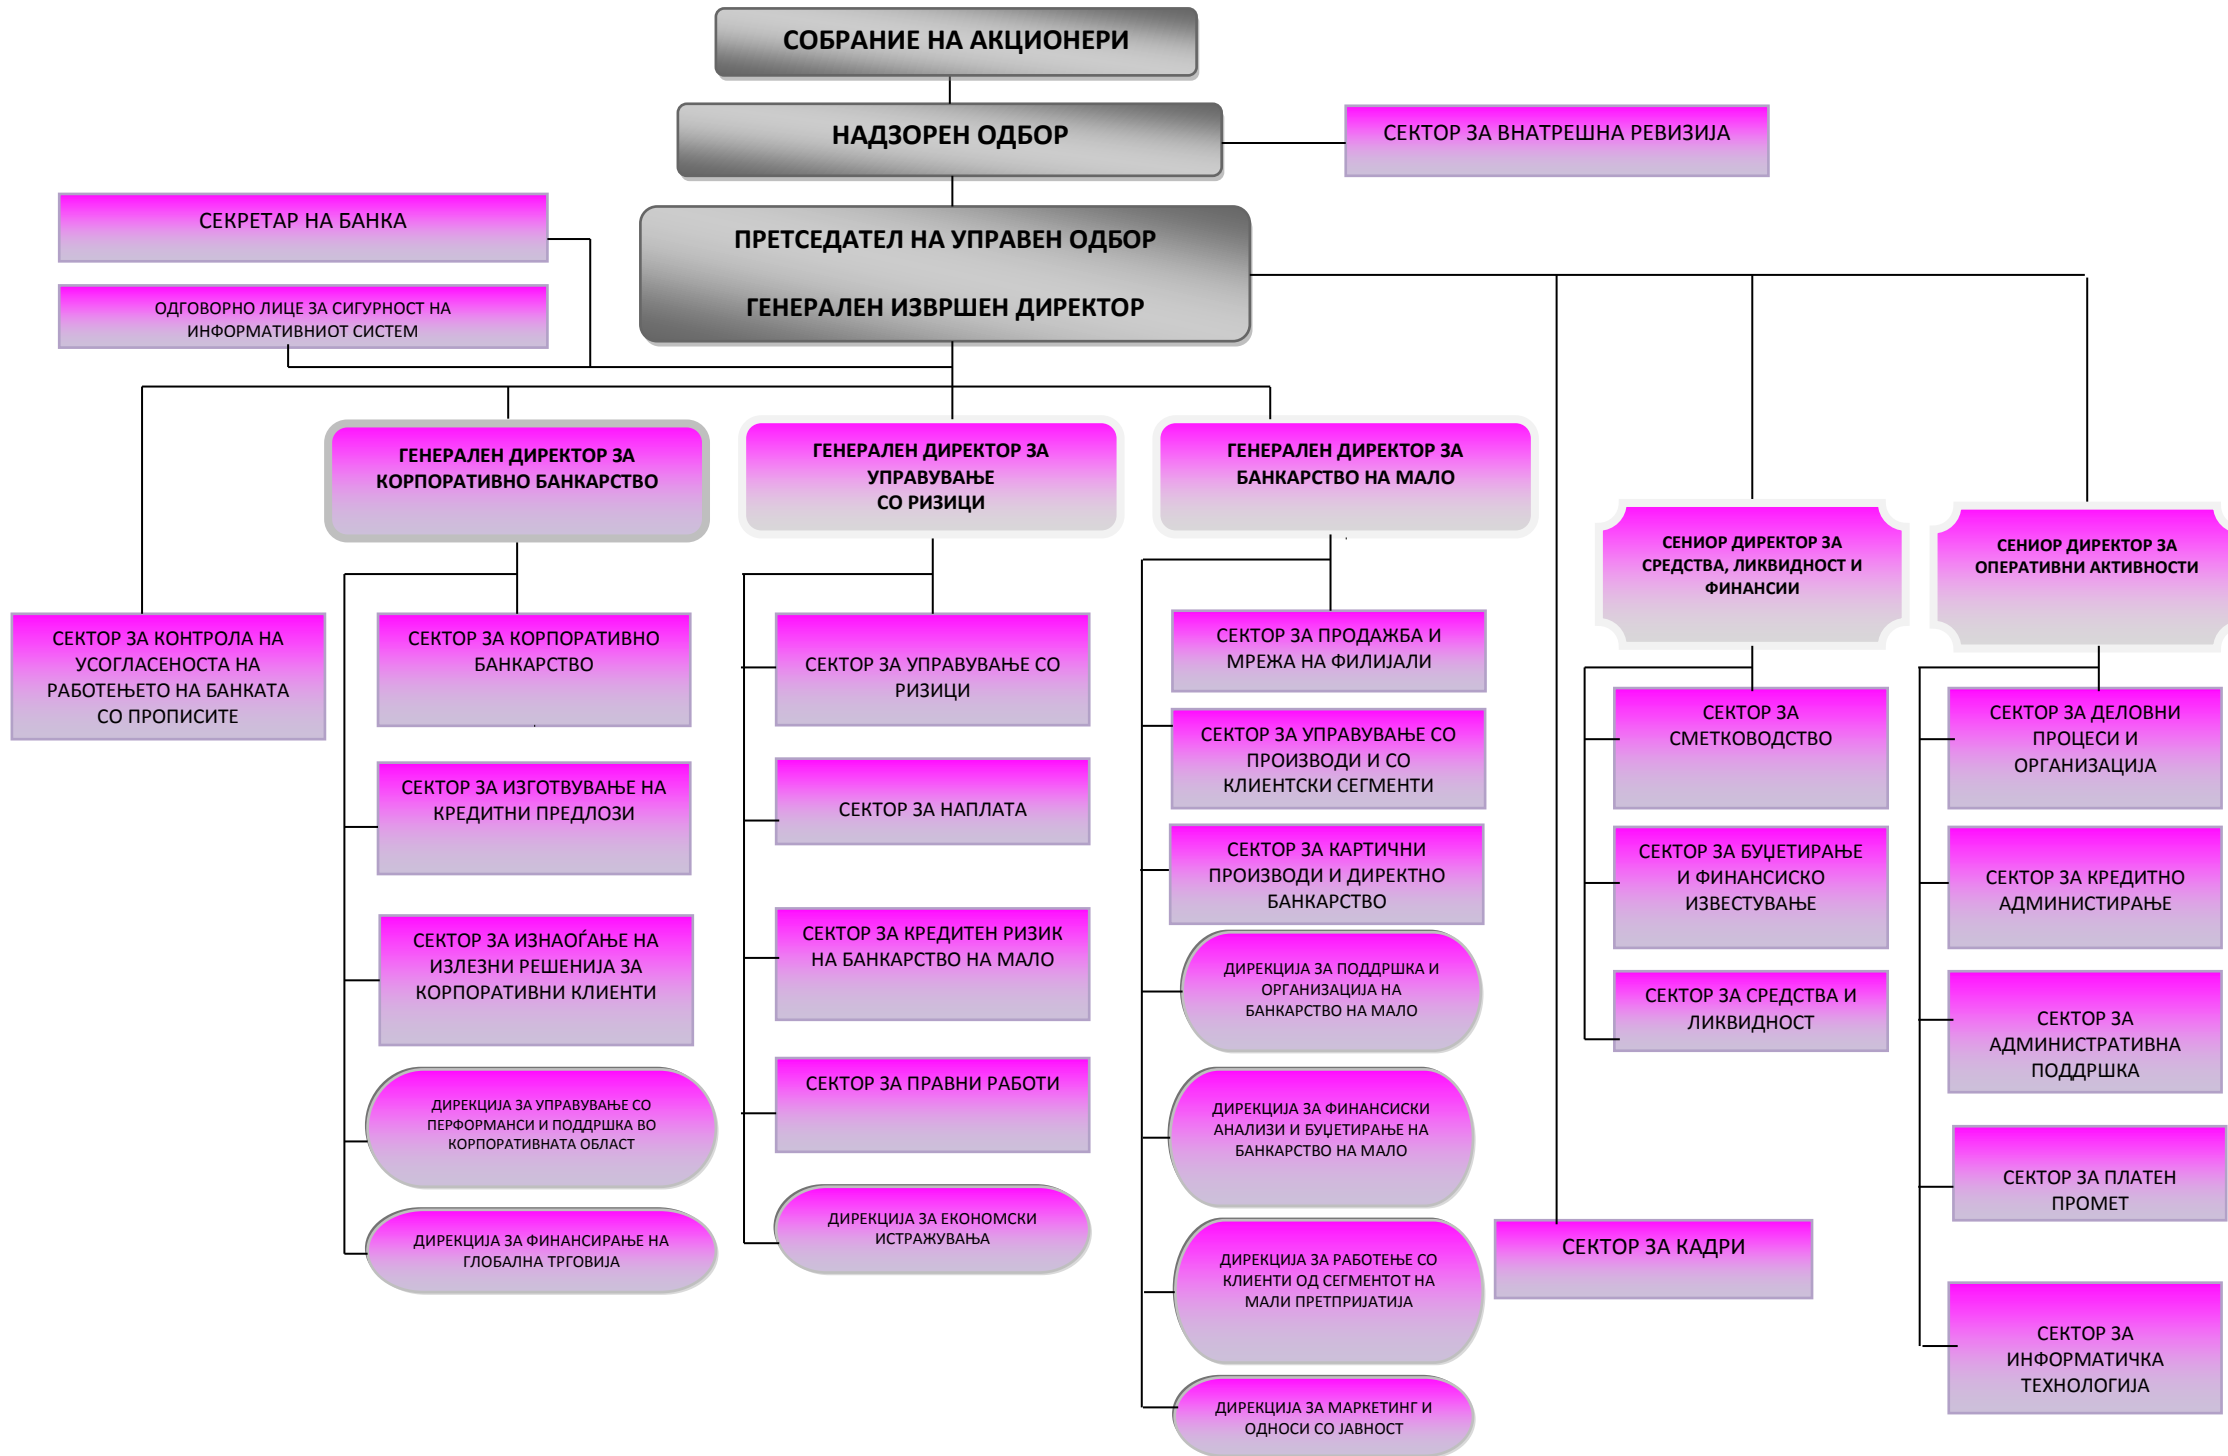 СОБРАНИЕ НА АКЦИОНЕРИ
НАДЗОРЕН ОДБОР
СЕКТОР ЗА ВНАТРЕШНА РЕВИЗИЈА
СЕКРЕТАР НА БАНКА
ПРЕТСЕДАТЕЛ НА УПРАВЕН ОДБОР
ГЕНЕРАЛЕН ИЗВРШЕН ДИРЕКТОР
ОДГОВОРНО ЛИЦЕ ЗА СИГУРНОСТ НА
ИНФОРМАТИВНИОТ СИСТЕМ
ГЕНЕРАЛЕН ДИРЕКТОР ЗА
КОРПОРАТИВНО БАНКАРСТВО
ГЕНЕРАЛЕН ДИРЕКТОР ЗА
УПРАВУВАЊЕ
СО РИЗИЦИ
ГЕНЕРАЛЕН ДИРЕКТОР ЗА
БАНКАРСТВО НА МАЛО
СЕНИОР ДИРЕКТОР ЗА
СРЕДСТВА, ЛИКВИДНОСТ И
ФИНАНСИИ
СЕНИОР ДИРЕКТОР ЗА
ОПЕРАТИВНИ АКТИВНОСТИ
СЕКТОР ЗА КОНТРОЛА НА
УСОГЛАСЕНОСТА НА
РАБОТЕЊЕТО НА БАНКАТА
СО ПРОПИСИТЕ
СЕКТОР ЗА КОРПОРАТИВНО
БАНКАРСТВО
СЕКТОР ЗА ИЗГОТВУВАЊЕ НА
КРЕДИТНИ ПРЕДЛОЗИ
СЕКТОР ЗА ИЗНАОЃАЊЕ НА
ИЗЛЕЗНИ РЕШЕНИЈА ЗА
КОРПОРАТИВНИ КЛИЕНТИ
ДИРЕКЦИЈА ЗА УПРАВУВАЊЕ СО
ПЕРФОРМАНСИ И ПОДДРШКА ВО
КОРПОРАТИВНАТА ОБЛАСТ
ДИРЕКЦИЈА ЗА ФИНАНСИРАЊЕ НА
ГЛОБАЛНА ТРГОВИЈА
СЕКТОР ЗА УПРАВУВАЊЕ СО
РИЗИЦИ
СЕКТОР ЗА НАПЛАТА
СЕКТОР ЗА КРЕДИТЕН РИЗИК
НА БАНКАРСТВО НА МАЛО
СЕКТОР ЗА ПРАВНИ РАБОТИ
ДИРЕКЦИЈА ЗА ЕКОНОМСКИ
ИСТРАЖУВАЊА
СЕКТОР ЗА ПРОДАЖБА И
МРЕЖА НА ФИЛИЈАЛИ
СЕКТОР ЗА УПРАВУВАЊЕ СО
ПРОИЗВОДИ И СО
КЛИЕНТСКИ СЕГМЕНТИ
СЕКТОР ЗА КАРТИЧНИ
ПРОИЗВОДИ И ДИРЕКТНО
БАНКАРСТВО
ДИРЕКЦИЈА ЗА ПОДДРШКА И
ОРГАНИЗАЦИЈА НА
БАНКАРСТВО НА МАЛО
ДИРЕКЦИЈА ЗА ФИНАНСИСКИ
АНАЛИЗИ И БУЏЕТИРАЊЕ НА
БАНКАРСТВО НА МАЛО
ДИРЕКЦИЈА ЗА РАБОТЕЊЕ СО
КЛИЕНТИ ОД СЕГМЕНТОТ НА
МАЛИ ПРЕТПРИЈАТИЈА
ДИРЕКЦИЈА ЗА МАРКЕТИНГ И
ОДНОСИ СО ЈАВНОСТ
СЕКТОР ЗА
СМЕТКОВОДСТВО
СЕКТОР ЗА БУЏЕТИРАЊЕ
И ФИНАНСИСКО
ИЗВЕСТУВАЊЕ
СЕКТОР ЗА СРЕДСТВА И
ЛИКВИДНОСТ
СЕКТОР ЗА КАДРИ
СЕКТОР ЗА ДЕЛОВНИ
ПРОЦЕСИ И
ОРГАНИЗАЦИЈА
СЕКТОР ЗА КРЕДИТНО
АДМИНИСТИРАЊЕ
СЕКТОР ЗА
АДМИНИСТРАТИВНА
ПОДДРШКА
СЕКТОР ЗА ПЛАТЕН
ПРОМЕТ
СЕКТОР ЗА
ИНФОРМАТИЧКА
ТЕХНОЛОГИЈА